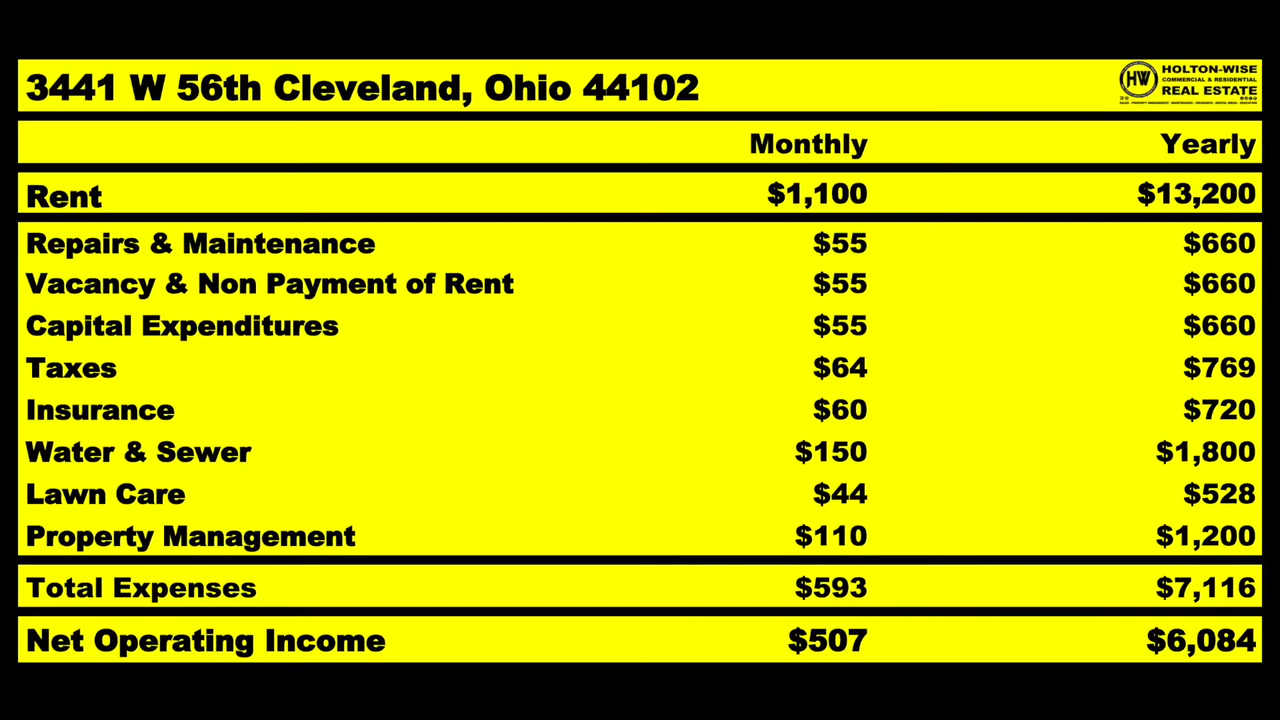 3441 W 56th Cleveland, Ohio 44102
HOLTON-WISE
COMMERCIAL & RESIDENTIAL
REAL ESTATE
HW
Monthly Yearly
Rent $1,100 $13,200
Repairs & Maintenance $55 $660
Vacancy & Non Payment of Rent $55 $660
Capital Expenditures $55 $660
Taxes $64 $769
Insurance $60 $720
Water & Sewer $150 $1,800
Lawn Care $44 $528
Property Management $110 $1,200
Total Expenses $593 $7,116
Net Operating Income $507 $6,084